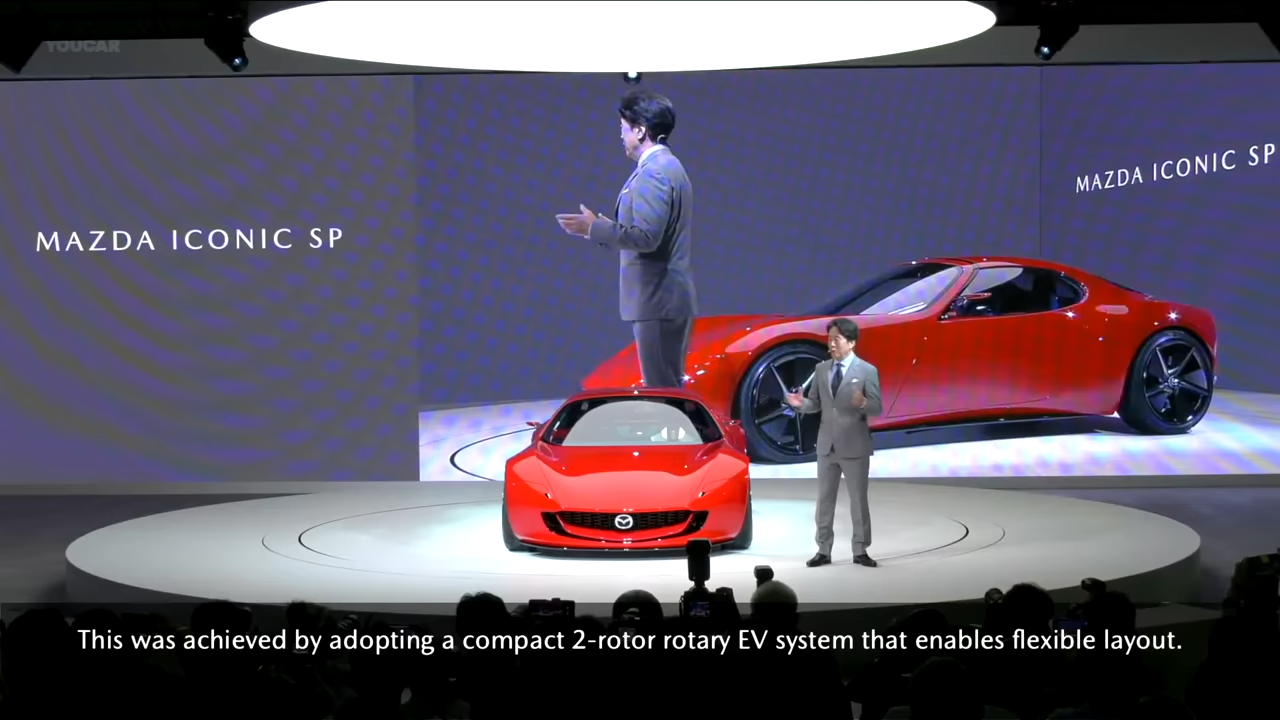 YOUCAR
MAZDA ICONIC SP
MAZDA ICONIC SP
This was achieved by adopting a compact 2-rotor rotary EV system that enables flexible layout.